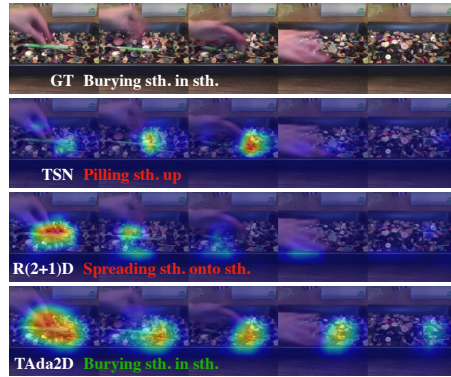 GT Burying sth. in sth.
TSN Pilling sth. up
R(2+1)D Spreading sth. onto sth.
TAda2D Burying sth. in sth.